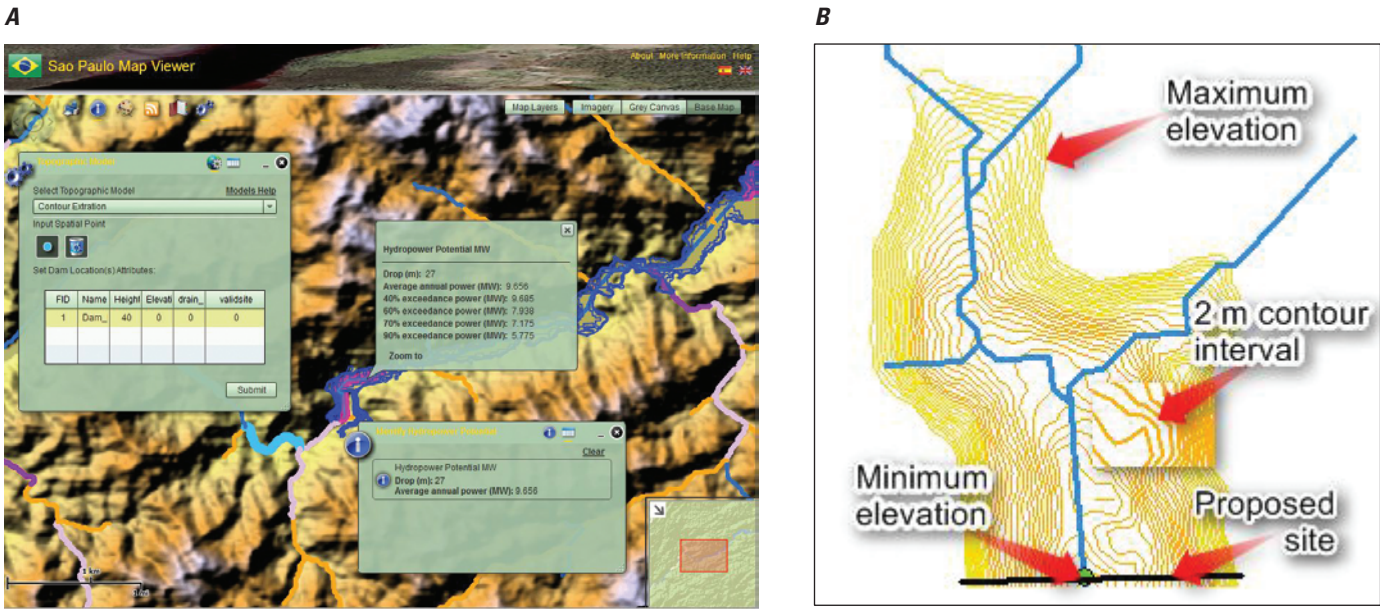 A
B
Sao Paulo Map Viewer
About More Information Help
Map Layers
Imagery
Grey Canvas
Base Map
Topographic Model
Select Topographic Model
Models Help
Contour Extration
Input Spatial Point
Set Dam Location(s) Attributes:
FID Name Height Elevati drain_ validsite
1 Dam_ 40 0 0 0
Submit
Hydropower Potential MW
Drop (m): 27
Average annual power (MW): 9.656
40% exceedance power (MW): 9.685
60% exceedance power (MW): 7.938
70% exceedance power (MW): 7.175
90% exceedance power (MW): 5.775
Zoom to
Identify Hydropower Potential
Clear
Hydropower Potential MW
Drop (m): 27
Average annual power (MW): 9.656
1 km
Maximum
elevation
2 m contour
interval
Minimum
elevation
Proposed
site